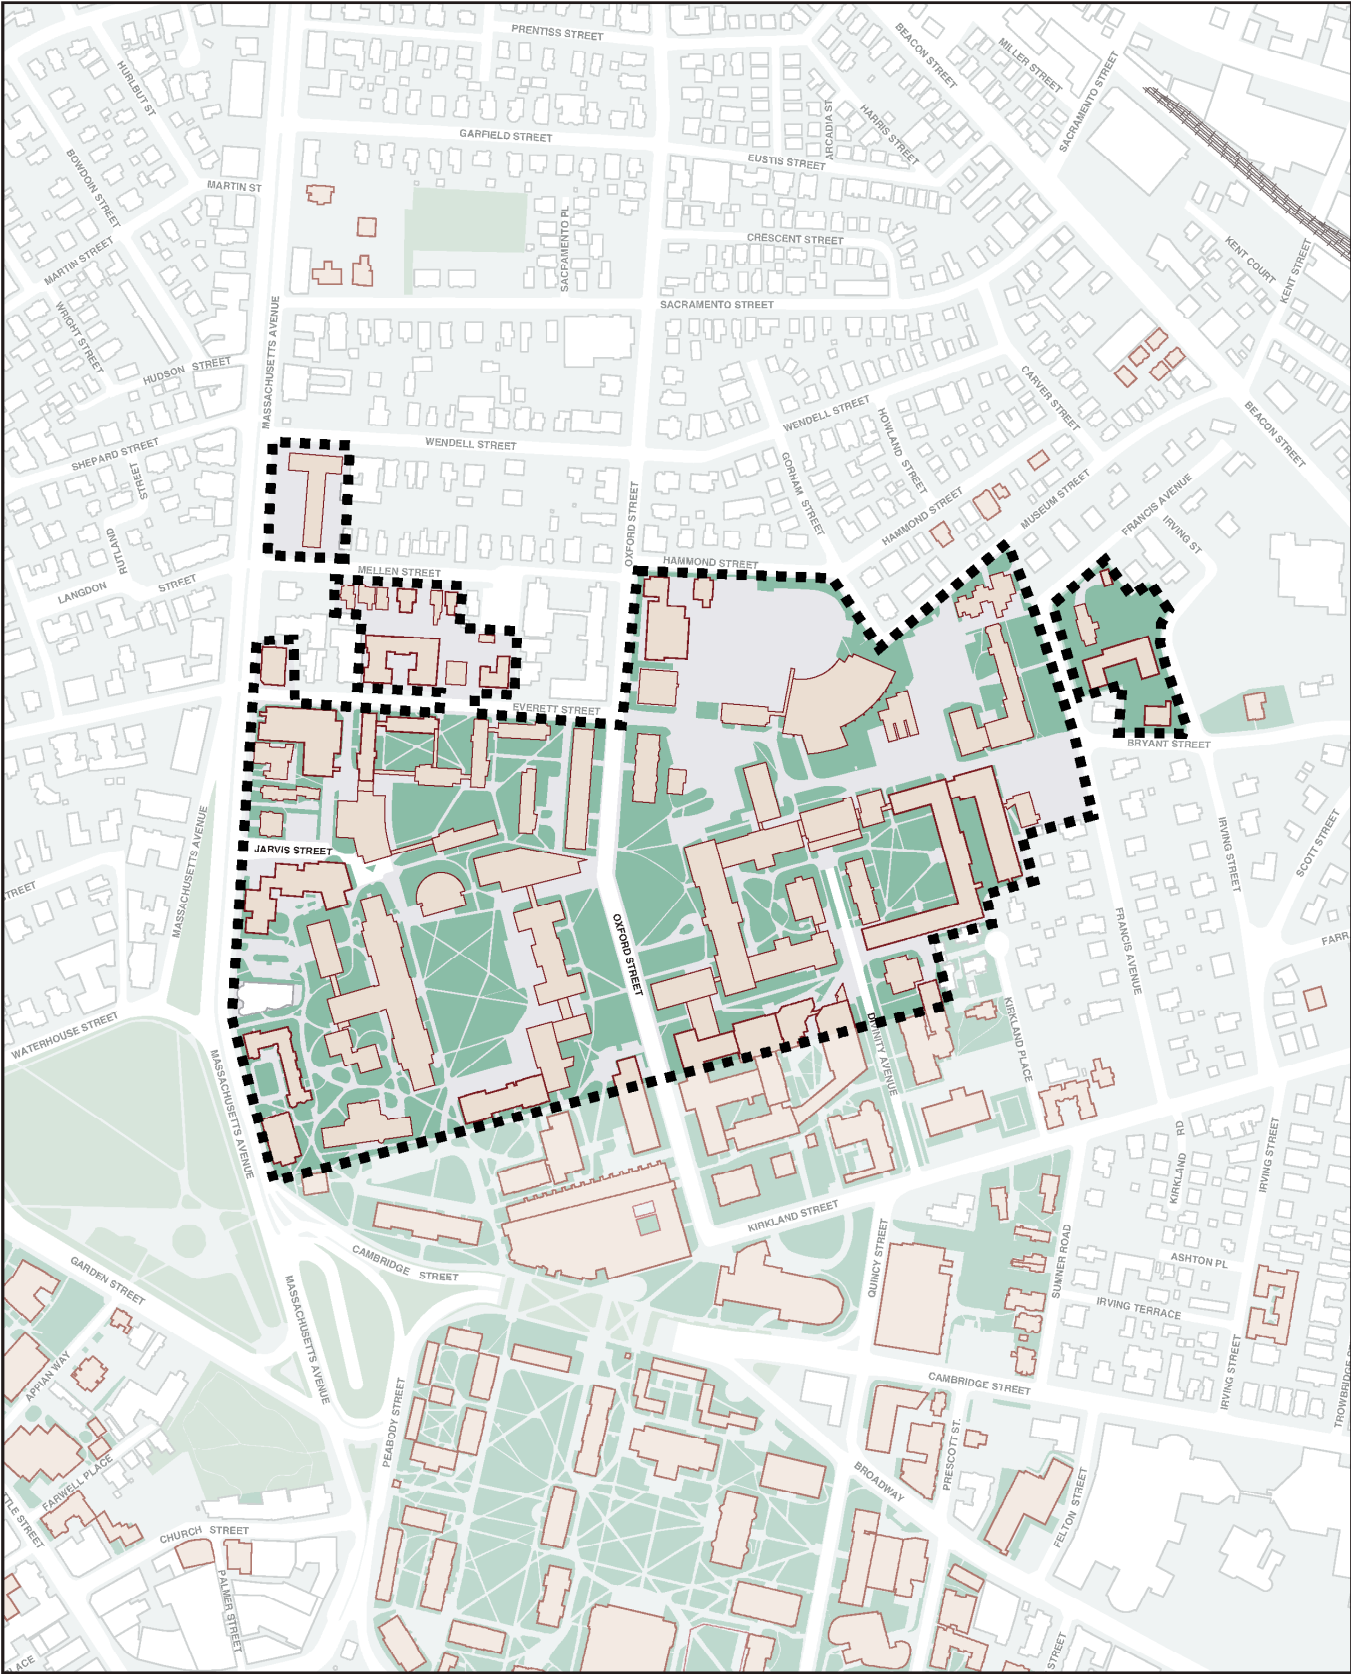 PRENTISS STREET
BEACON STREET
MILLER STREET
SACRAMENTO STREET
HURLBUT ST
GARFIELD STREET
ARCADIA ST
HARRIS STREET
EUSTIS STREET
BOWDOIN STREET
MARTIN ST
MARTIN STREET
SACRAMENTO PL
CRESCENT STREET
KENT COURT
KENT STREET
WRIGHT STREET
MASSACHUSETTS AVENUE
SACRAMENTO STREET
HUDSON STREET
CARVER STREET
WENDELL STREET
HOWLAND STREET
BEACON STREET
SHEPARD STREET
WENDELL STREET
GORHAM STREET
STREET
RUTLAND
OXFORD STREET
HAMMOND STREET
MUSEUM STREET
FRANCIS AVENUE
IRVING ST
LANGDON STREET
MELLEN STREET
HAMMOND STREET
EVERETT STREET
BRYANT STREET
MASSACHUSETTS AVENUE
JARVIS STREET
IRVING STREET
SCOTT STREET
STREET
OXFORD STREET
FRANCIS AVENUE
FARR
WATERHOUSE STREET
DIVINITY AVENUE
KIRKLAND PLACE
MASSACHUSETTS AVENUE
KIRKLAND
RD
IRVING STREET
KIRKLAND STREET
QUINCY STREET
SUMNER ROAD
ASHTON PL
CAMBRIDGE STREET
GARDEN STREET
MASSACHUSETTS AVENUE
IRVING TERRACE
IRVING STREET
APPIAN WAY
PEABODY STREET
CAMBRIDGE STREET
TROWBRIDGE
PRESCOTT ST.
BROADWAY
FARWELL PLACE
TLE STREET
CHURCH STREET
FELTON STREET
PALMER STREET
STREET
LACE